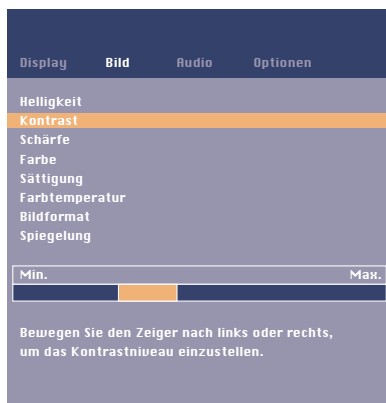 Display Bild Audio Optionen
Helligkeit
Kontrast
Schärfe
Farbe
Sättigung
Farbtemperatur
Bildformat
Spiegelung
Min. Max.
Bewegen Sie den Zeiger nach links oder rechts,
um das Kontrastniveau einzustellen.